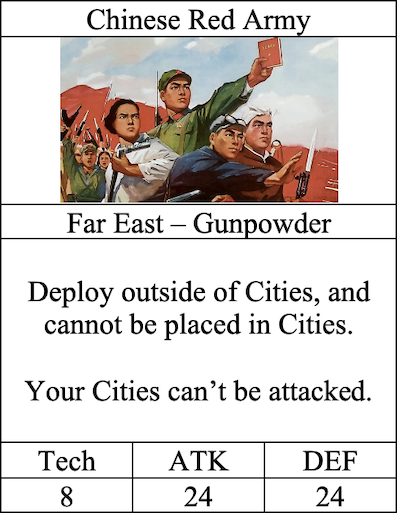 Chinese Red Army
Far East – Gunpowder
Deploy outside of Cities, and
cannot be placed in Cities.
Your Cities can’t be attacked.
Tech ATK DEF
8 24 24